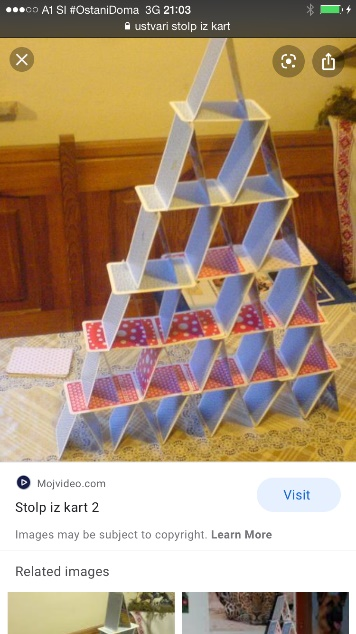 A1 SI #OstaniDoma 3G 21:03
ustvari stolp iz kart
Mojvideo.com
Stolp iz kart 2
Visit
Images may be subject to copyright. Learn More
Related images